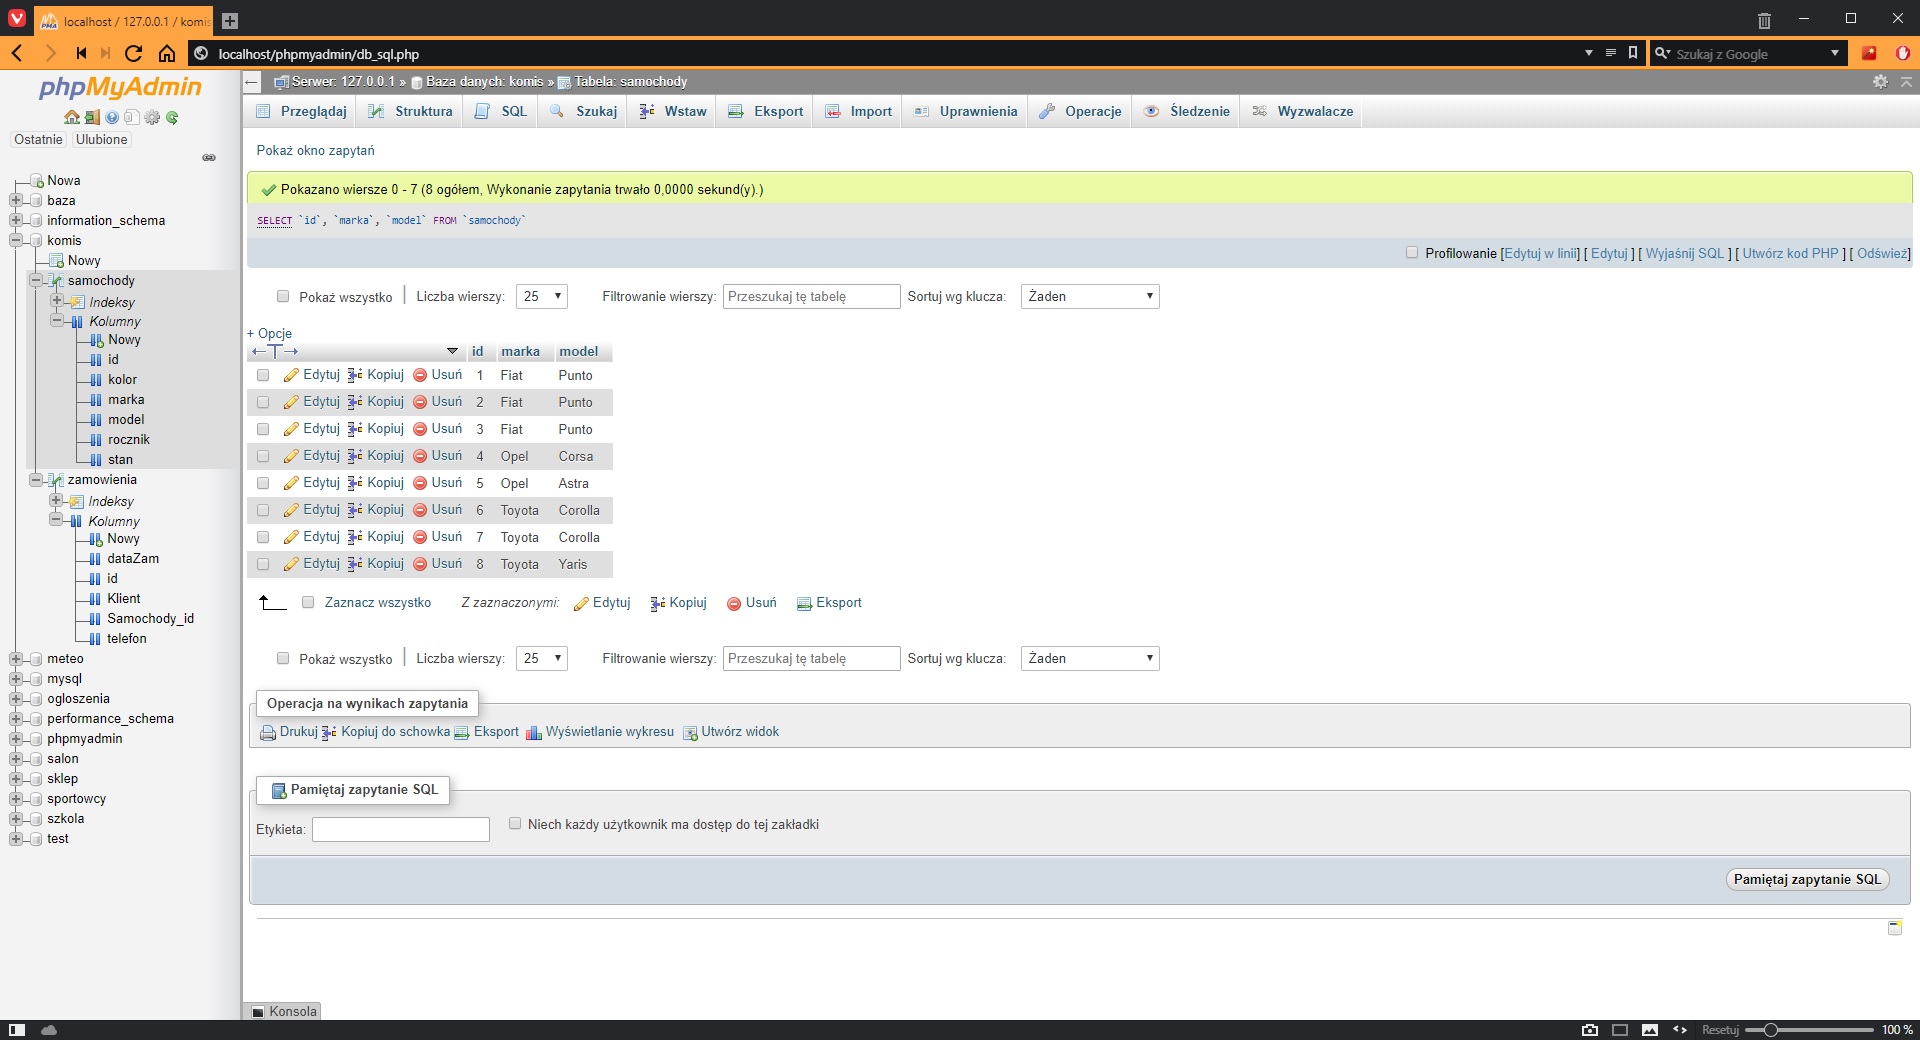 localhost / 127.0.0.1 / komis
localhost/phpmyadmin/db_sql.php
Szukaj z Google
phpMyAdmin
Ostatnie Ulubione
Nowa
baza
information_schema
komis
Nowy
samochody
Indeksy
Kolumny
Nowy
id
kolor
marka
model
rocznik
stan
zamowienia
Indeksy
Kolumny
Nowy
dataZam
id
Klient
Samochody_id
telefon
meteo
mysql
ogloszenia
performance_schema
phpmyadmin
salon
sklep
sportowcy
szkola
test
Serwer: 127.0.0.1 » Baza danych: komis » Tabela: samochody
Przeglądaj Struktura SQL Szukaj Wstaw Eksport Import Uprawnienia Operacje Śledzenie Wyzwalacze
Pokaż okno zapytań
Pokazano wiersze 0 - 7 (8 ogółem, Wykonanie zapytania trwało 0,0000 sekund(y).)
SELECT `id`, `marka`, `model` FROM `samochody`
Profilowanie [Edytuj w linii] [ Edytuj ] [ Wyjaśnij SQL ] [ Utwórz kod PHP ] [ Odśwież]
Pokaż wszystko | Liczba wierszy: 25 Filtrowanie wierszy: Przeszukaj tę tabelę Sortuj wg klucza: Żaden
+ Opcje
id marka model
Edytuj Kopiuj Usuń 1 Fiat Punto
Edytuj Kopiuj Usuń 2 Fiat Punto
Edytuj Kopiuj Usuń 3 Fiat Punto
Edytuj Kopiuj Usuń 4 Opel Corsa
Edytuj Kopiuj Usuń 5 Opel Astra
Edytuj Kopiuj Usuń 6 Toyota Corolla
Edytuj Kopiuj Usuń 7 Toyota Corolla
Edytuj Kopiuj Usuń 8 Toyota Yaris
Zaznacz wszystko Z zaznaczonymi: Edytuj Kopiuj Usuń Eksport
Pokaż wszystko | Liczba wierszy: 25 Filtrowanie wierszy: Przeszukaj tę tabelę Sortuj wg klucza: Żaden
Operacja na wynikach zapytania
Drukuj Kopiuj do schowka Eksport Wyświetlanie wykresu Utwórz widok
Pamiętaj zapytanie SQL
Etykieta: Niech każdy użytkownik ma dostęp do tej zakładki
Pamiętaj zapytanie SQL
Konsola
Resetuj 100 %